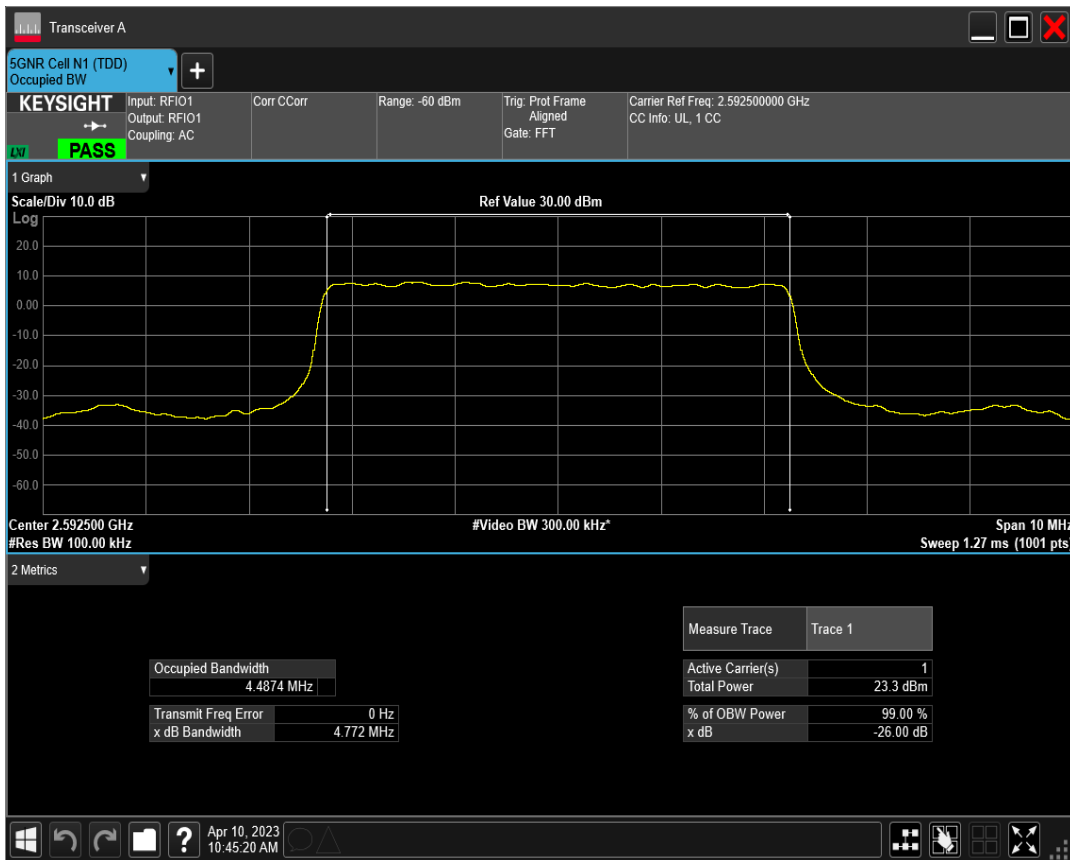 Transceiver A
5GNR Cell N1 (TDD)
Occupied BW
+
KEYSIGHT
LXI
PASS
Input: RFIO1
Output: RFIO1
Coupling: AC
Corr CCorr
Range: -60 dBm
Trig: Prot Frame
Aligned
Gate: FFT
Carrier Ref Freq: 2.592500000 GHz
CC Info: UL, 1 CC
1 Graph
Scale/Div 10.0 dB
Ref Value 30.00 dBm
Log
20.0
10.0
0.00
-10.0
-20.0
-30.0
-40.0
-50.0
-60.0
Center 2.592500 GHz
#Video BW 300.00 kHz*
Span 10 MHz
#Res BW 100.00 kHz
Sweep 1.27 ms (1001 pts)
2 Metrics
Measure Trace Trace 1
Occupied Bandwidth
4.4874 MHz
Active Carrier(s) 1
Total Power 23.3 dBm
Transmit Freq Error 0 Hz
x dB Bandwidth 4.772 MHz
% of OBW Power 99.00 %
x dB -26.00 dB
?
Apr 10, 2023
10:45:20 AM